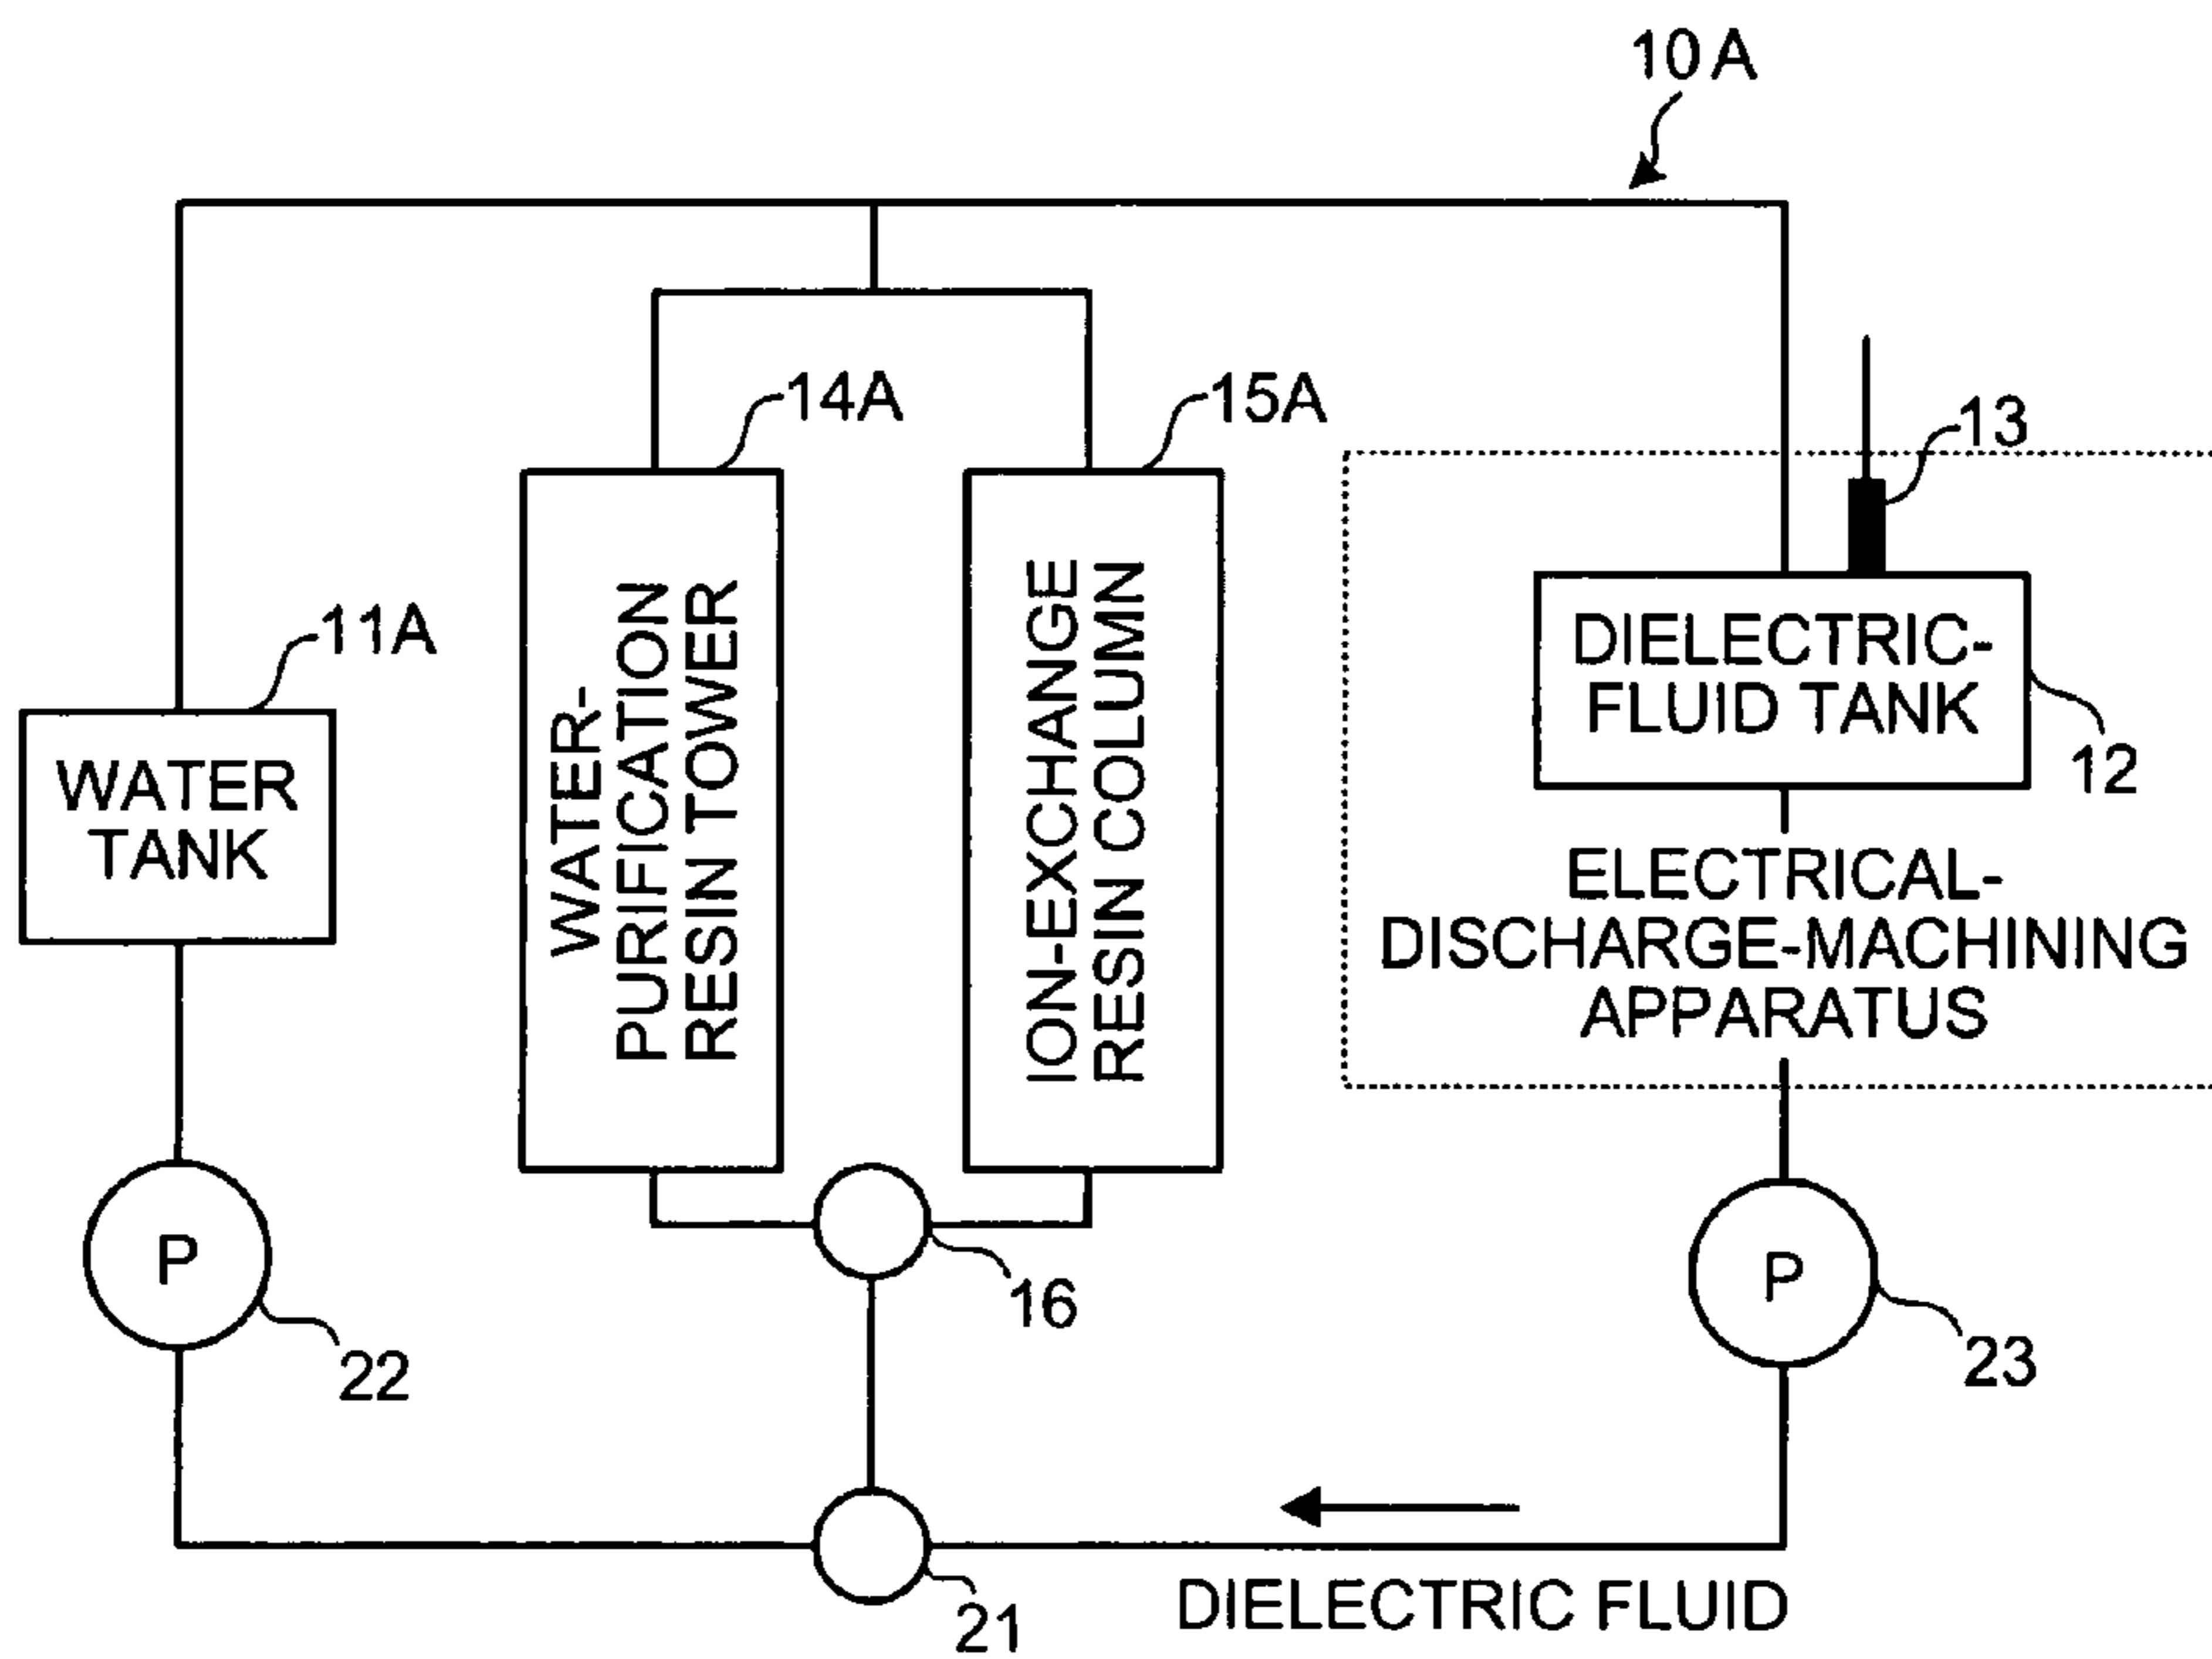 10A
14A
15A
13
11A
WATER
TANK
WATER-
PURIFICATION
RESIN TOWER
ION-EXCHANGE
RESIN COLUMN
DIELECTRIC-
FLUID TANK
12
ELECTRICAL-
DISCHARGE-MACHINING
APPARATUS
P
22
16
P
23
21
DIELECTRIC FLUID